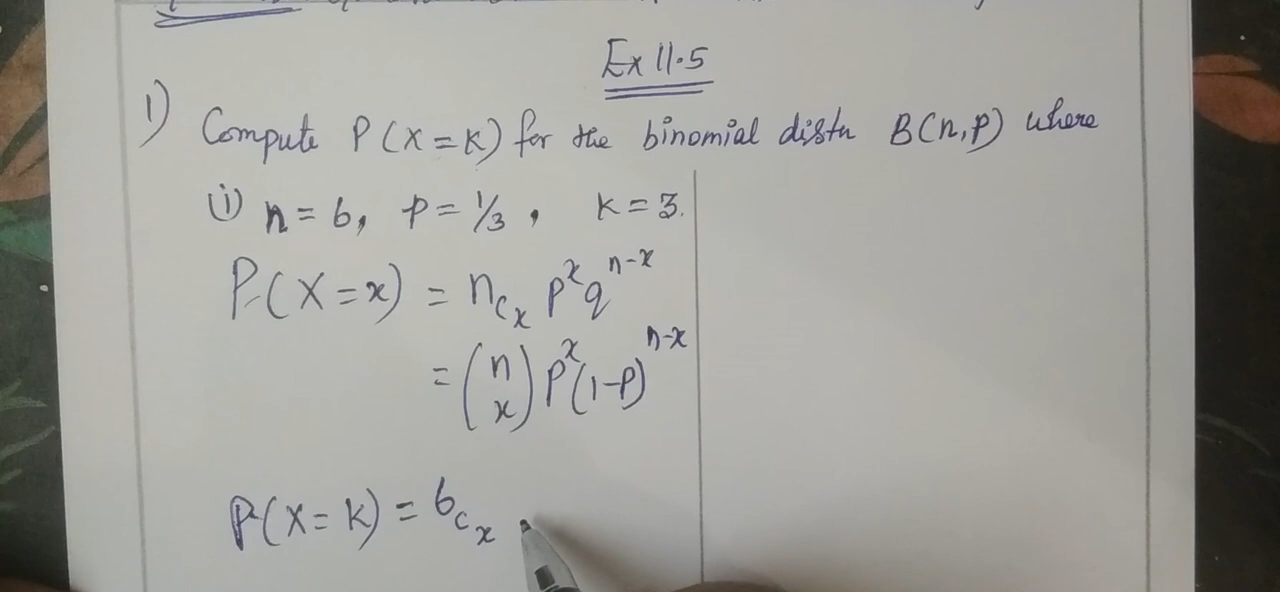 Ex 11.5
1) Compute P(X=K) for the binomial distn B(n,p) where
(i) n=6, p=1/3, K=3.
P(X=x) = nCx p^x q^n-x
= (n x) p^x (1-p)^n-x
P(X=K) = 6Cx